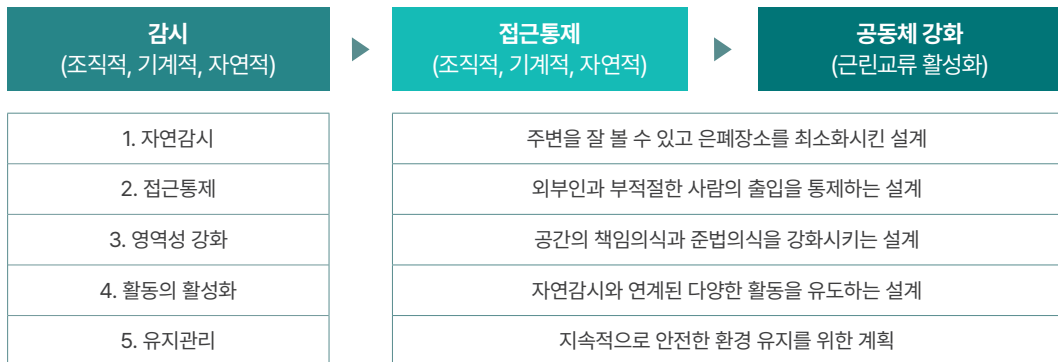 감시
(조직적, 기계적, 자연적)
접근통제
(조직적, 기계적, 자연적)
공동체 강화
(근린교류 활성화)
1. 자연감시
주변을 잘 볼 수 있고 은폐장소를 최소화시킨 설계
2. 접근통제
외부인과 부적절한 사람의 출입을 통제하는 설계
3. 영역성 강화
공간의 책임의식과 준법의식을 강화시키는 설계
4. 활동의 활성화
자연감시와 연계된 다양한 활동을 유도하는 설계
5. 유지관리
지속적으로 안전한 환경 유지를 위한 계획